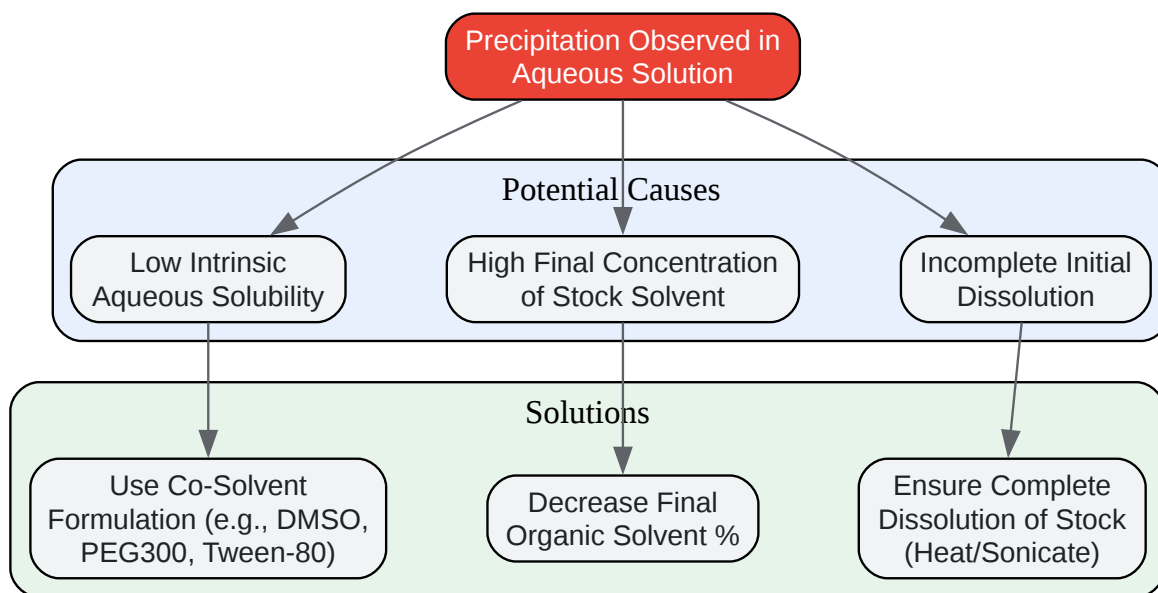 Precipitation Observed in
Aqueous Solution
Potential Causes
Low Intrinsic
Aqueous Solubility
High Final Concentration
of Stock Solvent
Incomplete Initial
Dissolution
Solutions
Use Co-Solvent
Formulation (e.g., DMSO,
PEG300, Tween-80)
Decrease Final
Organic Solvent %
Ensure Complete
Dissolution of Stock
(Heat/Sonicate)